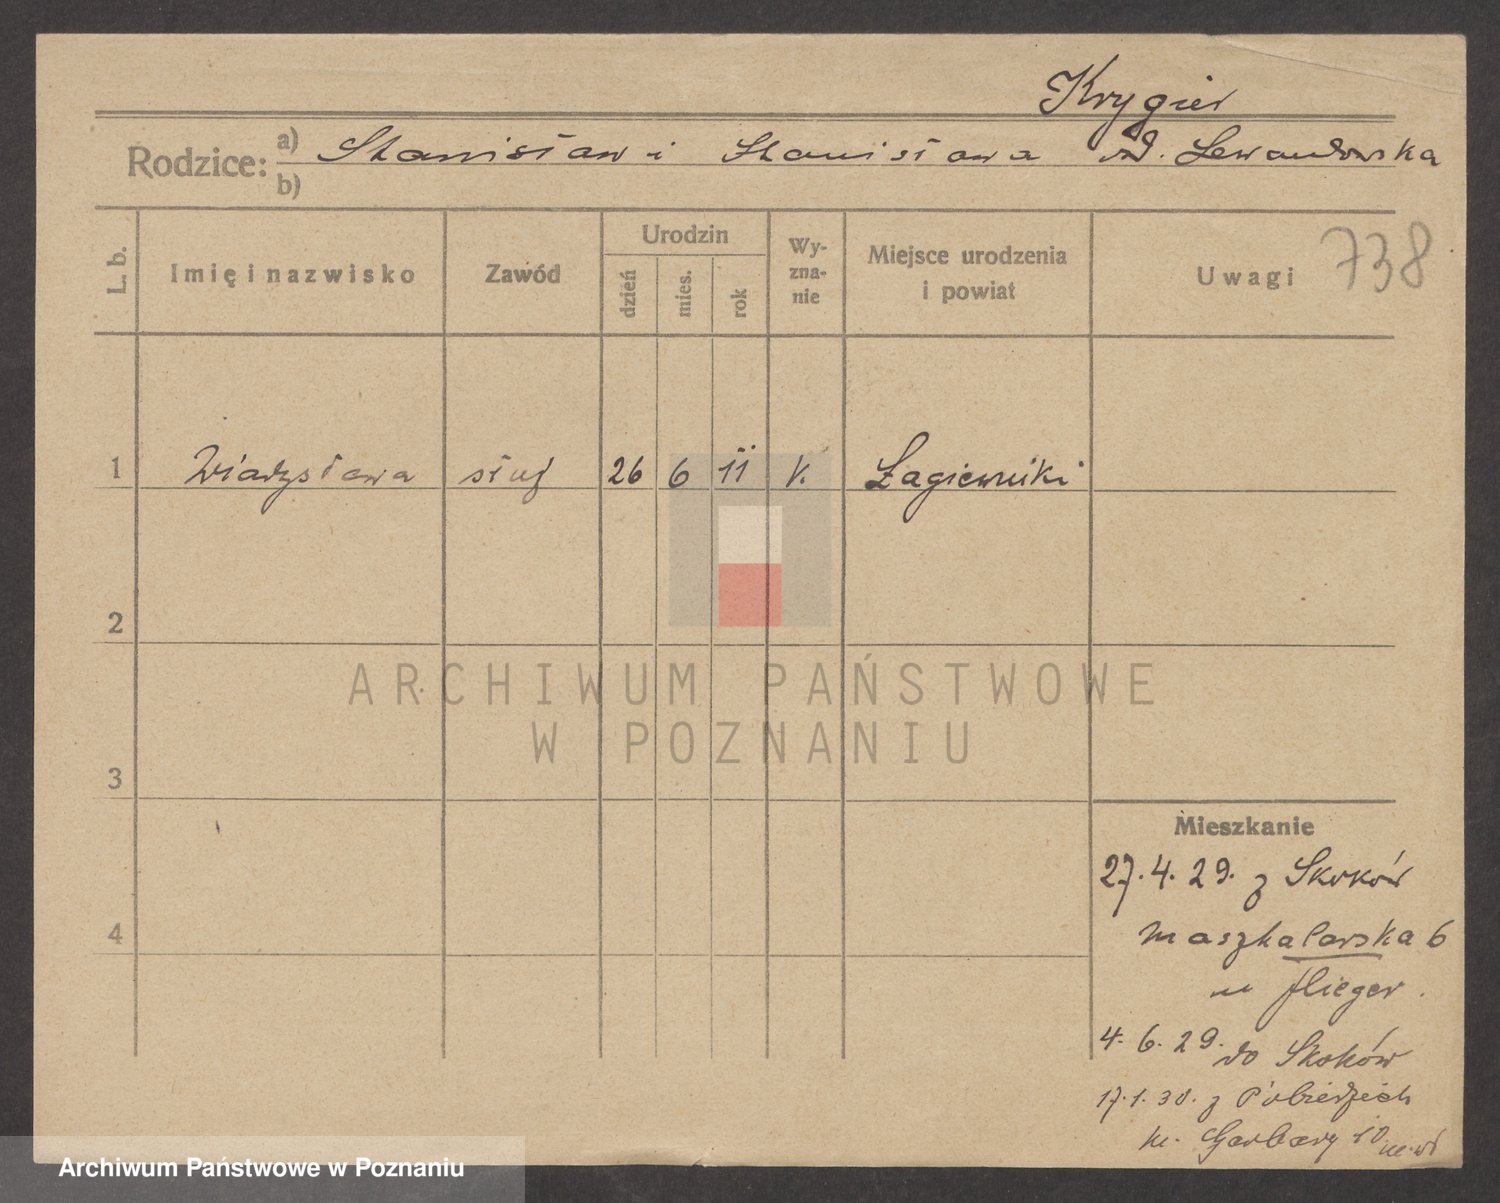 Krygier
Rodzice: a) Stanisław i Stanisława d. Lewandowska
b)
L. b.
Imię i nazwisko
Zawód
Urodzin
dzień
mies.
rok
Wy-
zna-
nie
Miejsce urodzenia
i powiat
Uwagi
738
1 Władysława służ 26 6 11 k. Łagiewniki
2
ARCHIWUM PAŃSTWOWE
W POZNANIU
3
4
Mieszkanie
27.4.29. z Skoków
Maszkalarska 6
u Flieger.
4.6.29. do Skoków
17.1.30. z Pobiedzisk
Garbary 10
Archiwum Państwowe w Poznaniu